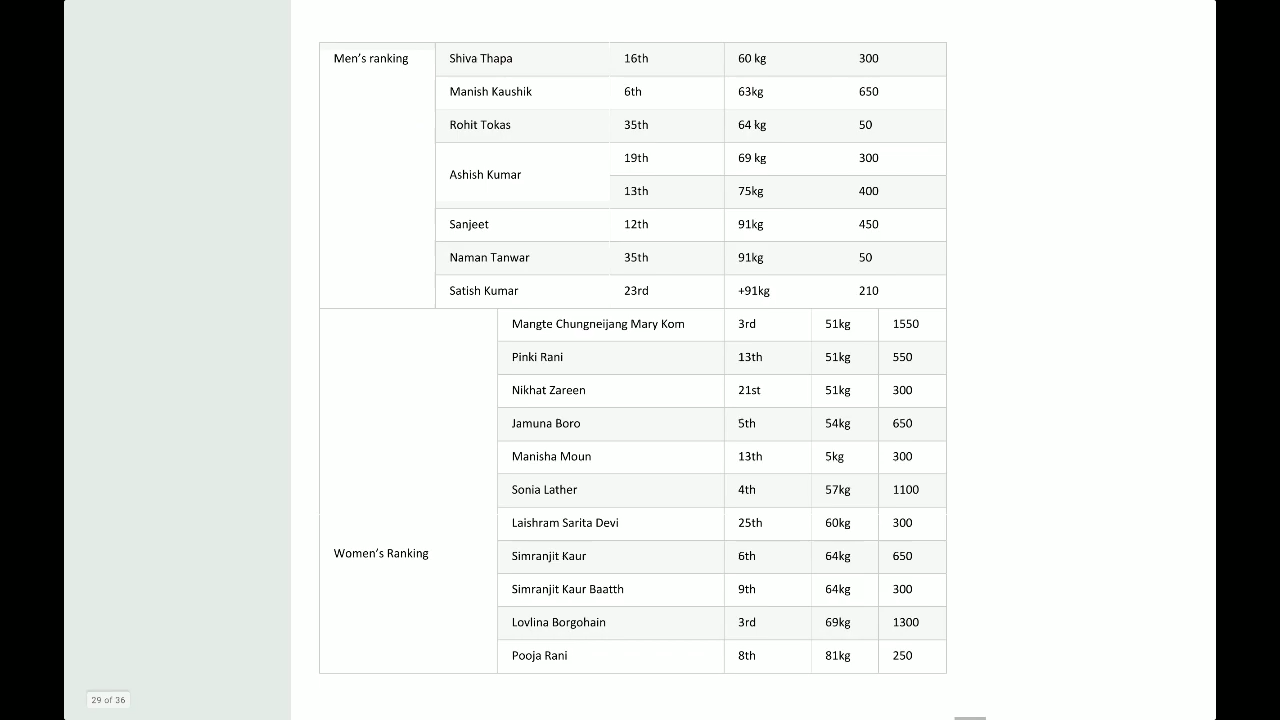 Men's ranking Shiva Thapa 16th 60 kg 300
Manish Kaushik 6th 63kg 650
Rohit Tokas 35th 64 kg 50
Ashish Kumar 19th 69 kg 300
13th 75kg 400
Sanjeet 12th 91kg 450
Naman Tanwar 35th 91kg 50
Satish Kumar 23rd +91kg 210
Women's Ranking
Mangte Chungneijang Mary Kom 3rd 51kg 1550
Pinki Rani 13th 51kg 550
Nikhat Zareen 21st 51kg 300
Jamuna Boro 5th 54kg 650
Manisha Moun 13th 5kg 300
Sonia Lather 4th 57kg 1100
Laishram Sarita Devi 25th 60kg 300
Simranjit Kaur 6th 64kg 650
Simranjit Kaur Baatth 9th 64kg 300
Lovlina Borgohain 3rd 69kg 1300
Pooja Rani 8th 81kg 250
29 of 36